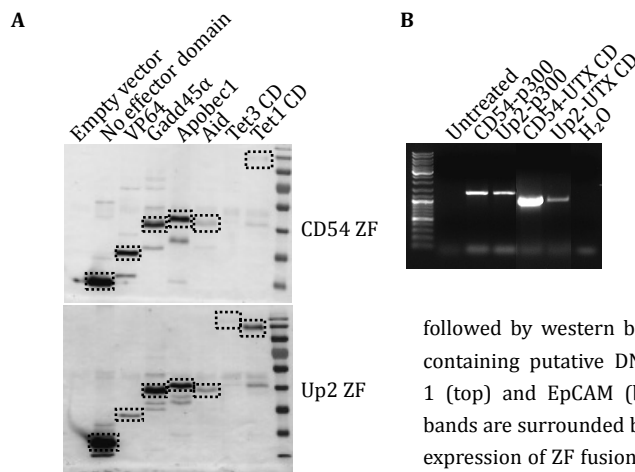 A
Empty vector
No effector domain
VP64
Gadd45α
Apobec1
Aid
Tet3 CD
Tet1 CD
CD54 ZF
Up2 ZF
B
Untreated
CD54-p300
Up2-p300
CD54-UTX CD
Up2-UTX CD
H₂O
followed by western b
containing putative DN
1 (top) and EpCAM (b
bands are surrounded b
expression of ZF fusion